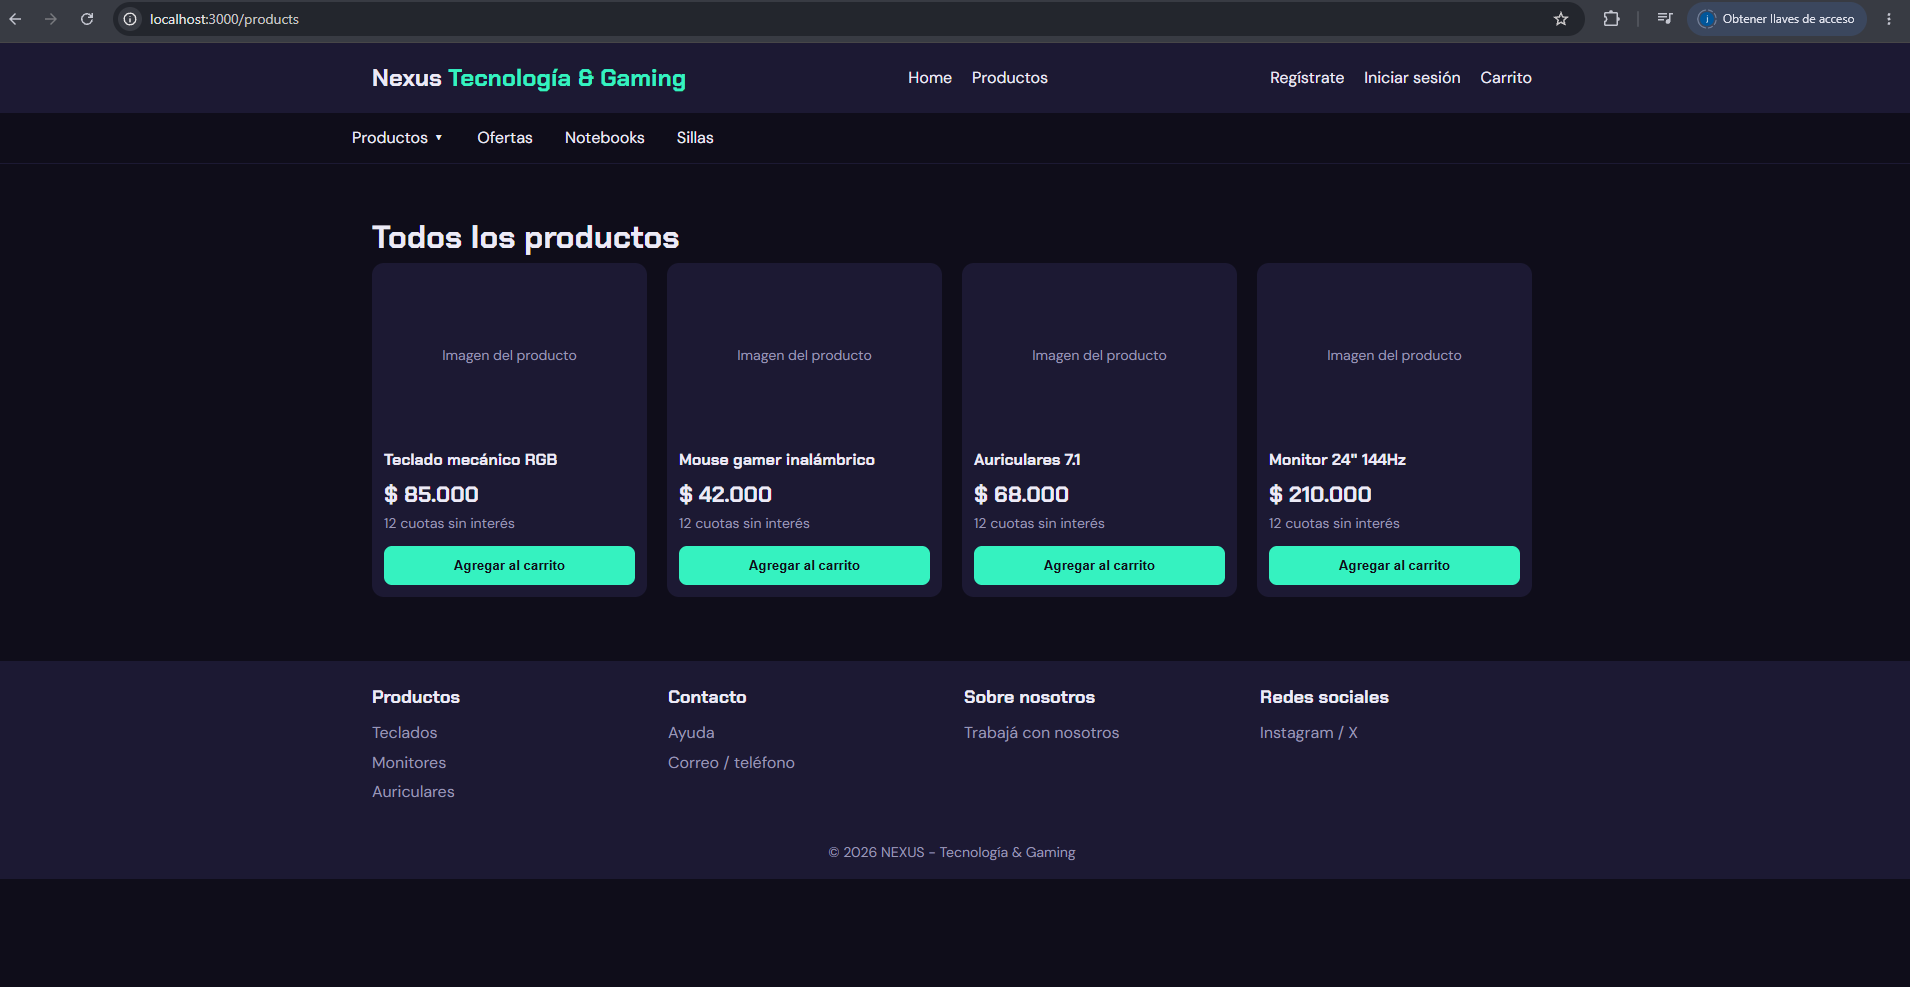 localhost:3000/products
Obtener llaves de acceso
Nexus Tecnología & Gaming
Home Productos
Regístrate Iniciar sesión Carrito
Productos ▼ Ofertas Notebooks Sillas
Todos los productos
Imagen del producto
Teclado mecánico RGB
$ 85.000
12 cuotas sin interés
Agregar al carrito
Imagen del producto
Mouse gamer inalámbrico
$ 42.000
12 cuotas sin interés
Agregar al carrito
Imagen del producto
Auriculares 7.1
$ 68.000
12 cuotas sin interés
Agregar al carrito
Imagen del producto
Monitor 24" 144Hz
$ 210.000
12 cuotas sin interés
Agregar al carrito
Productos
Teclados
Monitores
Auriculares
Contacto
Ayuda
Correo / teléfono
Sobre nosotros
Trabajá con nosotros
Redes sociales
Instagram / X
© 2026 NEXUS - Tecnología & Gaming